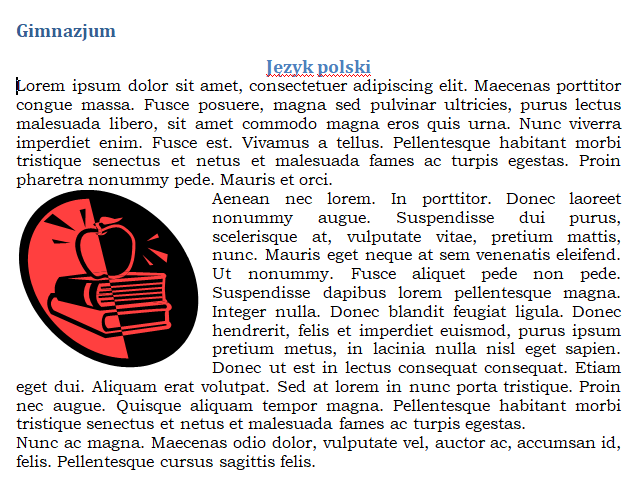 Gimnazjum
Jezyk polski
Lorem ipsum dolor sit amet, consectetuer adipiscing elit. Maecenas porttitor
congue massa. Fusce posuere, magna sed pulvinar ultricies, purus lectus
malesuada libero, sit amet commodo magna eros quis urna. Nunc viverra
imperdiet enim. Fusce est. Vivamus a tellus. Pellentesque habitant morbi
tristique senectus et netus et malesuada fames ac turpis egestas. Proin
pharetra nonummy pede. Mauris et orci.
Aenean nec lorem. In porttitor. Donec laoreet
nonummy augue. Suspendisse dui purus,
scelerisque at, vulputate vitae, pretium mattis,
nunc. Mauris eget neque at sem venenatis eleifend.
Ut nonummy. Fusce aliquet pede non pede.
Suspendisse dapibus lorem pellentesque magna.
Integer nulla. Donec blandit feugiat ligula. Donec
hendrerit, felis et imperdiet euismod, purus ipsum
pretium metus, in lacinia nulla nisl eget sapien.
Donec ut est in lectus consequat consequat. Etiam
eget dui. Aliquam erat volutpat. Sed at lorem in nunc porta tristique. Proin
nec augue. Quisque aliquam tempor magna. Pellentesque habitant morbi
tristique senectus et netus et malesuada fames ac turpis egestas.
Nunc ac magna. Maecenas odio dolor, vulputate vel, auctor ac, accumsan id,
felis. Pellentesque cursus sagittis felis.